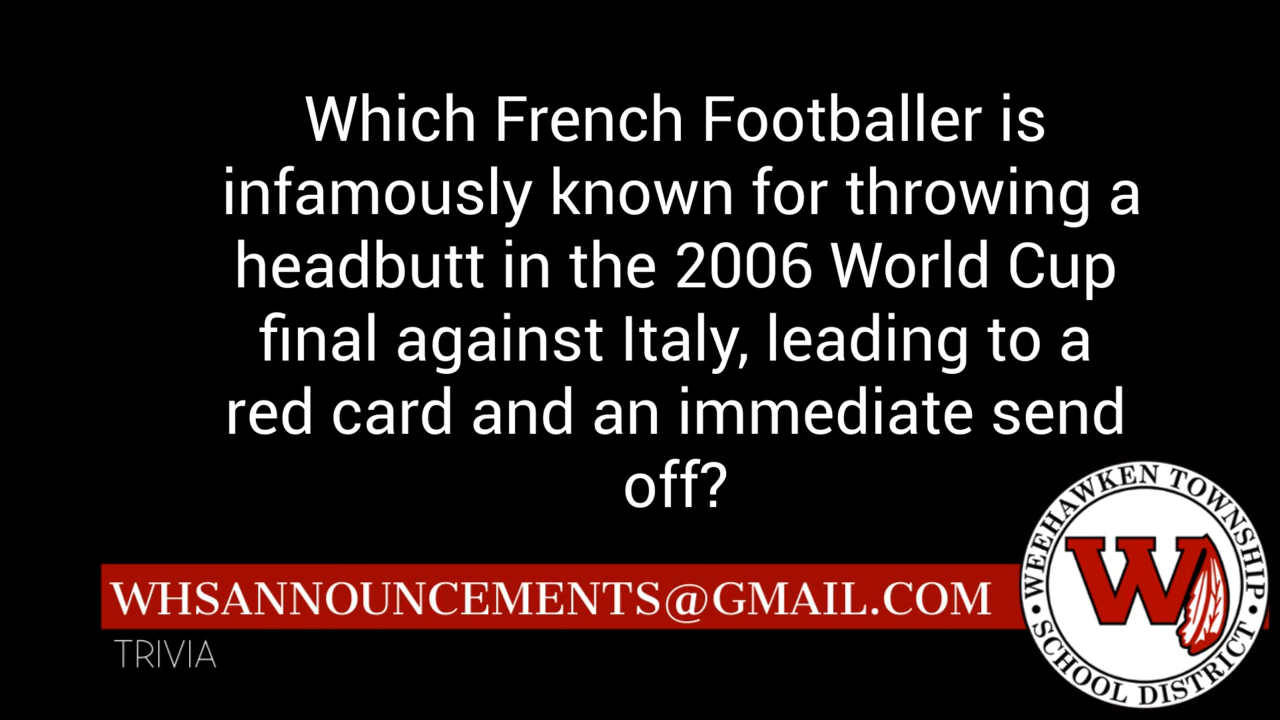 Which French Footballer is
infamously known for throwing a
headbutt in the 2006 World Cup
final against Italy, leading to a
red card and an immediate send
off?
WHSANNOUNCEMENTS@GMAIL.COM
TRIVIA
WEEHAWKEN TOWNSHIP
W
• SCHOOL DISTRICT •